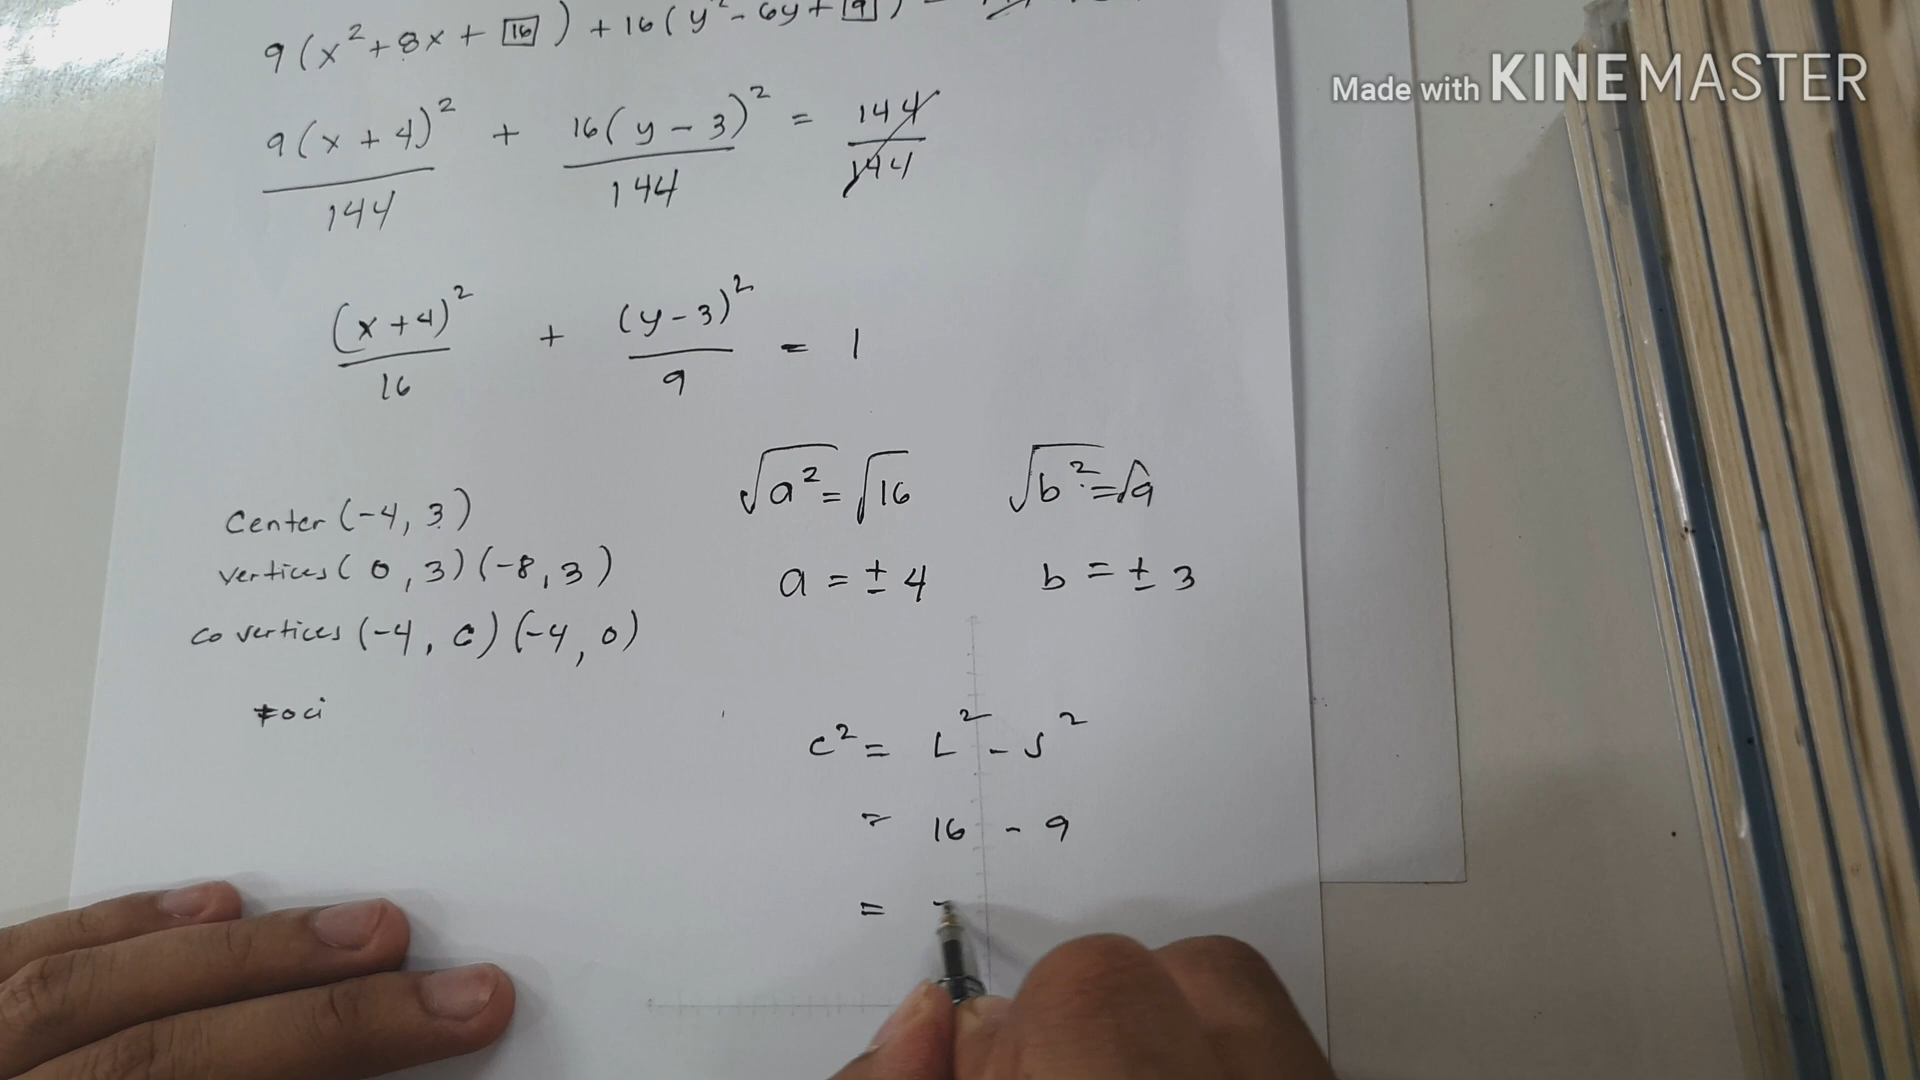 Made with KINEMASTER
9(x²+8x+16) + 16(y²-6y+9)
9(x+4)²/144 + 16(y-3)²/144 = 144/144
(x+4)²/16 + (y-3)²/9 = 1
√a²=√16 √b²=√9
Center (-4, 3)
vertices (0, 3) (-8, 3)
a = ± 4 b = ± 3
co vertices (-4, 6) (-4, 0)
Foci
c² = L² - s²
= 16 - 9
=